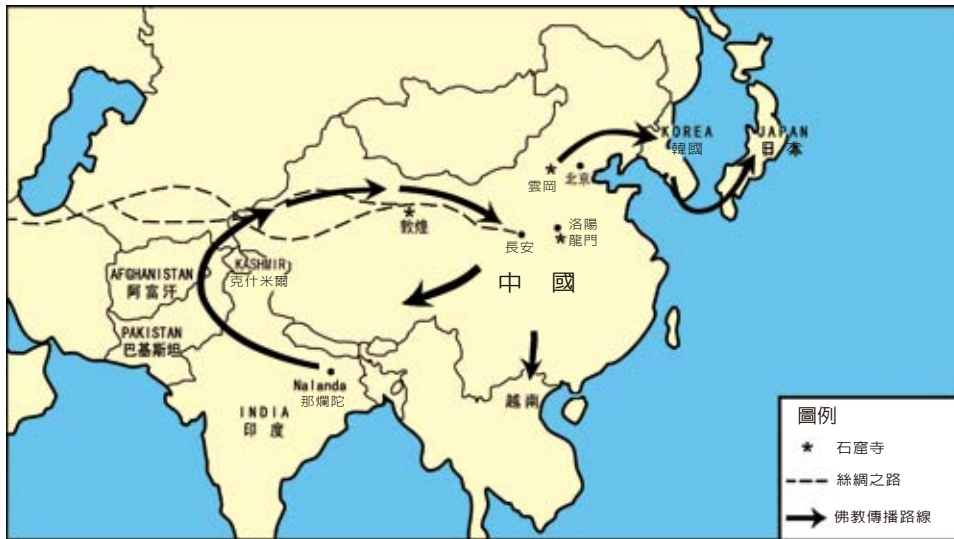 KOREA
韓國
JAPAN
日本
雲岡
北京
洛陽
龍門
敦煌
長安
中國
KASHMIR
克什米爾
AFGHANISTAN
阿富汗
PAKISTAN
巴基斯坦
Nalanda
那爛陀
INDIA
印度
越南
圖例
石窟寺
絲綢之路
佛教傳播路線